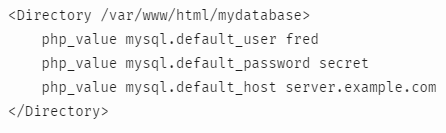 <Directory /var/www/html/mydatabase>
    php_value mysql.default_user fred
    php_value mysql.default_password secret
    php_value mysql.default_host server.example.com
</Directory>